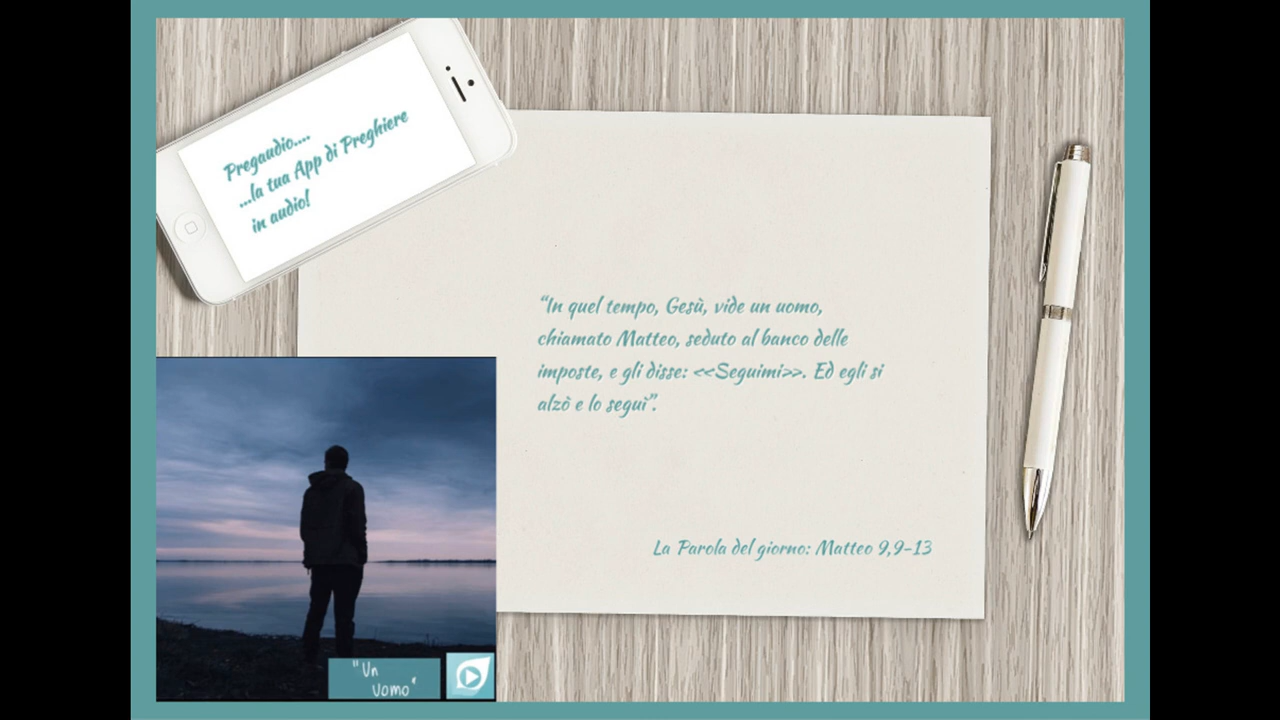 Pregaudio....
...la tua App di Preghiere
in audio!
“In quel tempo, Gesù, vide un uomo,
chiamato Matteo, seduto al banco delle
imposte, e gli disse: <<Seguimi>>. Ed egli si
alzò e lo seguì”.
La Parola del giorno: Matteo 9,9-13
"Un
Uomo"